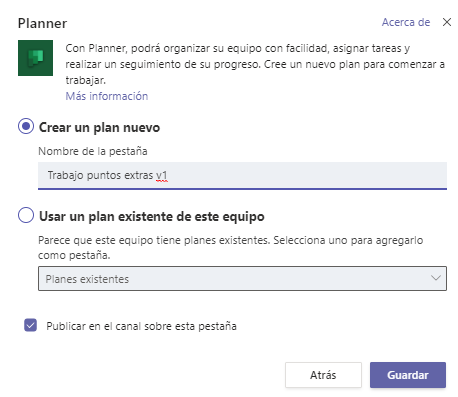 Planner
Acerca de
Con Planner, podrá organizar su equipo con facilidad, asignar tareas y
realizar un seguimiento de su progreso. Cree un nuevo plan para comenzar a
trabajar.
Más información
Crear un plan nuevo
Nombre de la pestaña
Trabajo puntos extras v1
Usar un plan existente de este equipo
Parece que este equipo tiene planes existentes. Selecciona uno para agregarlo
como pestaña.
Planes existentes
Publicar en el canal sobre esta pestaña
Atrás
Guardar